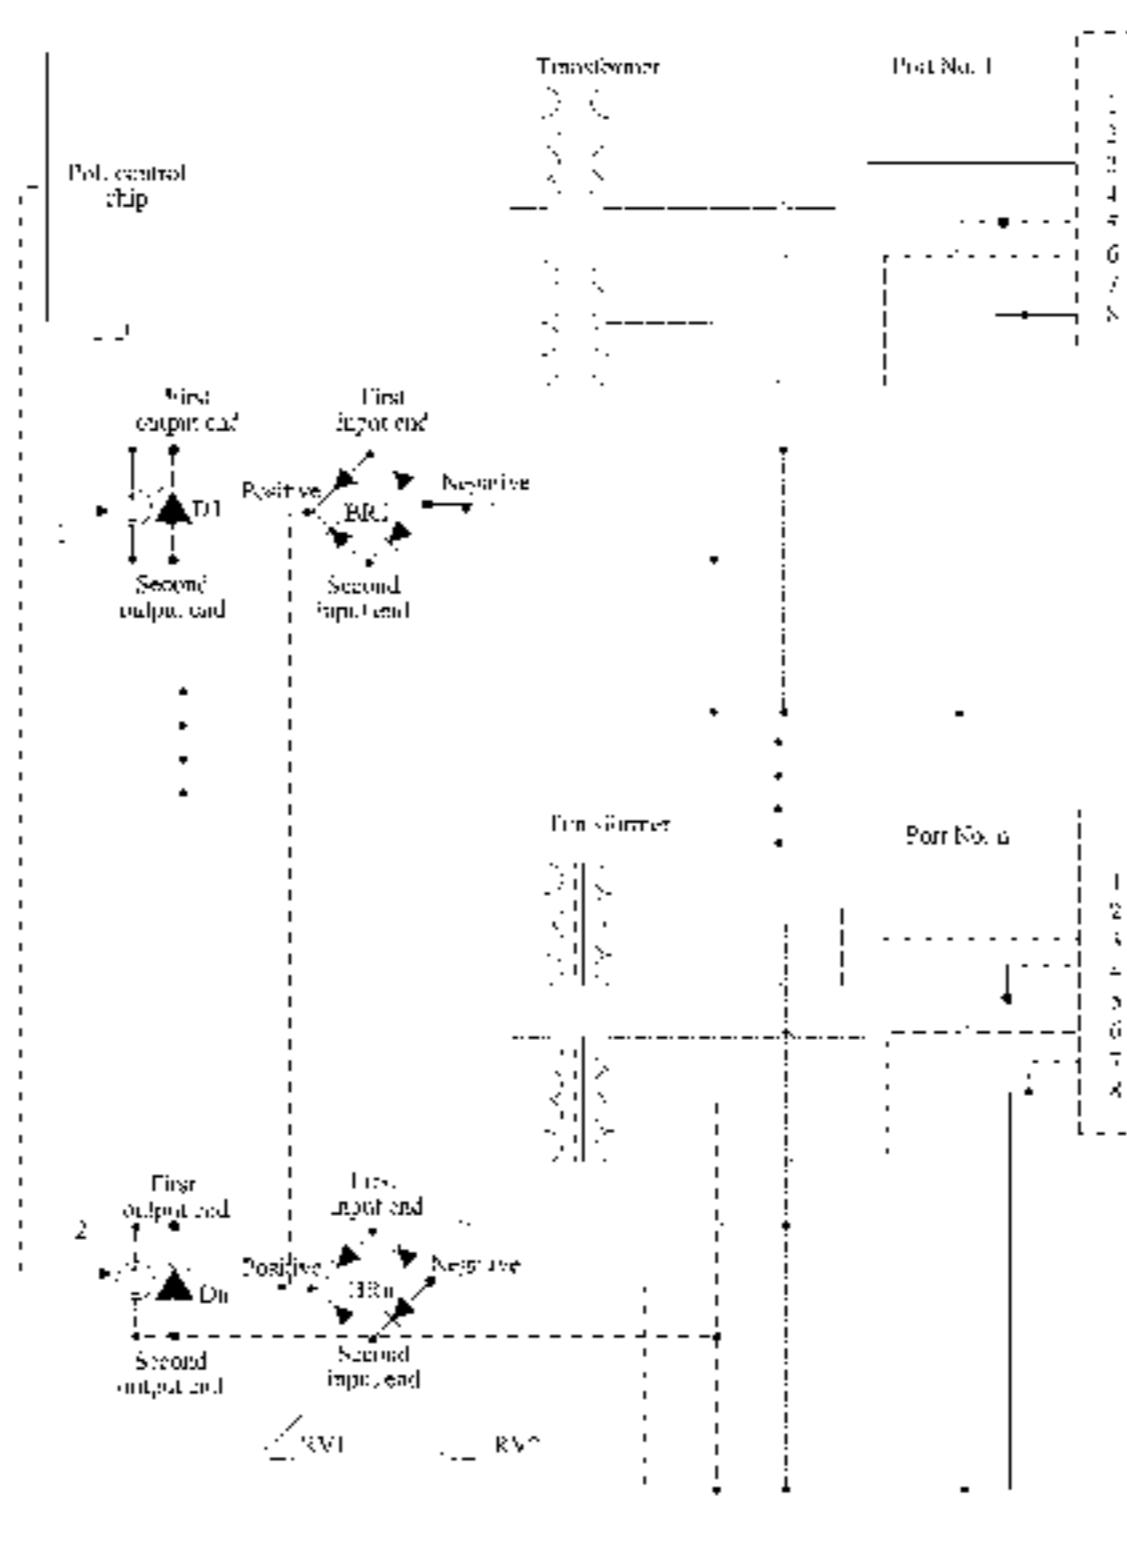 Transformer
Port No. 1
PoE control
chip
1
2
3
4
5
6
7
8
First
output end
First
input end
Positive
Negative
D1
BR1
Second
output end
Second
input end
Transformer
Port No. n
1
2
3
4
5
6
7
8
First
output end
First
input end
2
Positive
Negative
Dn
BRn
Second
output end
Second
input end
RV1
RV2